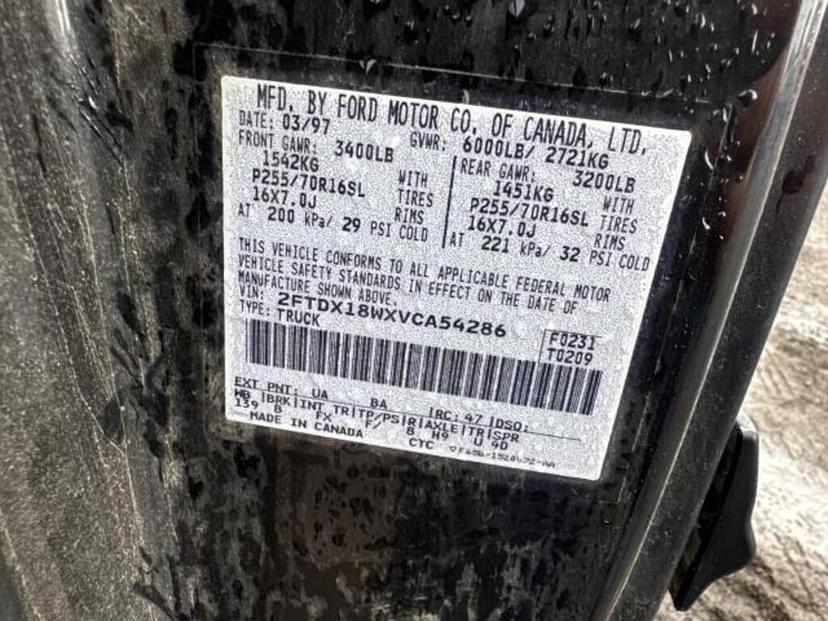 MFD. BY FORD MOTOR CO. OF CANADA, LTD.
DATE: 03/97 GVWR: 6000LB/ 2721KG
FRONT GAWR: 3400LB REAR GAWR: 3200LB
1542KG WITH 1451KG WITH
P255/70R16SL TIRES P255/70R16SL TIRES
16X7.0J RIMS 16X7.0J RIMS
AT 200 kPa/ 29 PSI COLD AT 221 kPa/ 32 PSI COLD
THIS VEHICLE CONFORMS TO ALL APPLICABLE FEDERAL MOTOR
VEHICLE SAFETY STANDARDS IN EFFECT ON THE DATE OF
MANUFACTURE SHOWN ABOVE.
VIN: 2FTDX18WXVCA54286 F0231
TYPE: TRUCK T0209
EXT PNT: UA BA |RC: 47 |DSO:
WB |BRK|INT TR|TP/PS|R|AXLE|TR|SPR
139 B FX F/ 8 H9 U 4D
MADE IN CANADA CTC